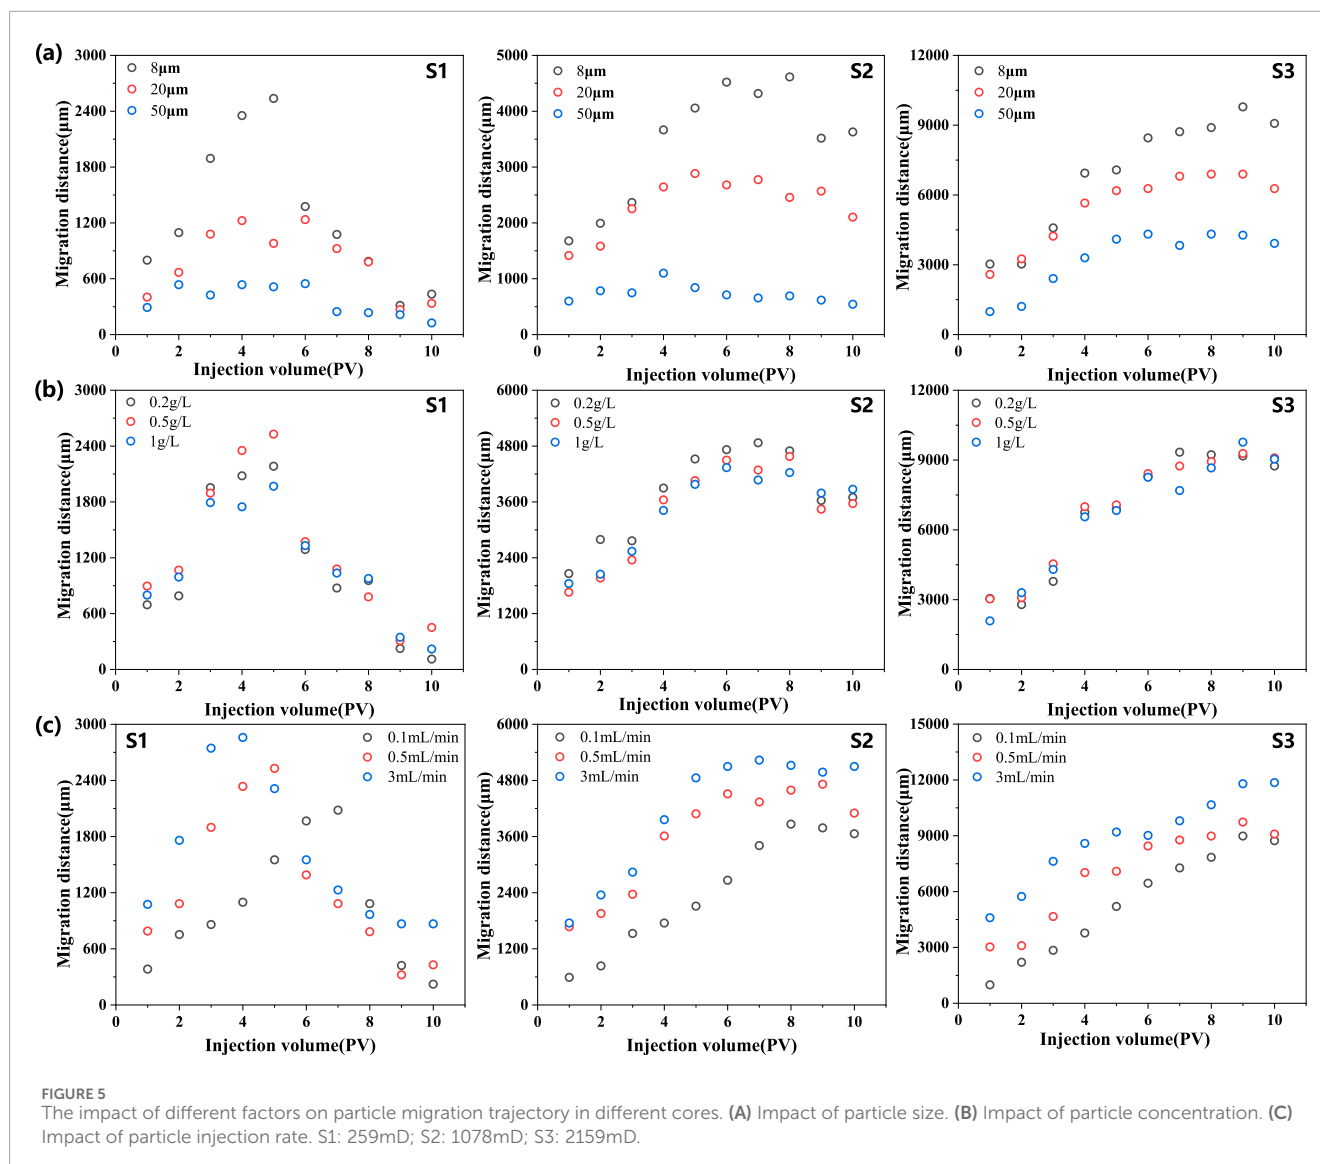 (a)
S1
8μm
20μm
50μm
3000
2400
1800
1200
600
0
0 2 4 6 8 10
Migration distance(μm)
Injection volume(PV)
S2
8μm
20μm
50μm
5000
4000
3000
2000
1000
0
0 2 4 6 8 10
Migration distance(μm)
Injection volume(PV)
S3
8μm
20μm
50μm
12000
9000
6000
3000
0
0 2 4 6 8 10
Migration distance(μm)
Injection volume(PV)
(b)
S1
0.2g/L
0.5g/L
1g/L
3000
2400
1800
1200
600
0
0 2 4 6 8 10
Migration distance(μm)
Injection volume(PV)
S2
0.2g/L
0.5g/L
1g/L
6000
4800
3600
2400
1200
0
0 2 4 6 8 10
Migration distance(μm)
Injection volume(PV)
S3
0.2g/L
0.5g/L
1g/L
12000
9000
6000
3000
0
0 2 4 6 8 10
Migration distance(μm)
Injection volume(PV)
(c)
S1
0.1mL/min
0.5mL/min
3mL/min
3000
2400
1800
1200
600
0
0 2 4 6 8 10
Migration distance(μm)
Injection volume(PV)
S2
0.1mL/min
0.5mL/min
3mL/min
6000
4800
3600
2400
1200
0
0 2 4 6 8 10
Migration distance(μm)
Injection volume(PV)
S3
0.1mL/min
0.5mL/min
3mL/min
15000
12000
9000
6000
3000
0
0 2 4 6 8 10
Migration distance(μm)
Injection volume(PV)
FIGURE 5
The impact of different factors on particle migration trajectory in different cores. (A) Impact of particle size. (B) Impact of particle concentration. (C)
Impact of particle injection rate. S1: 259mD; S2: 1078mD; S3: 2159mD.